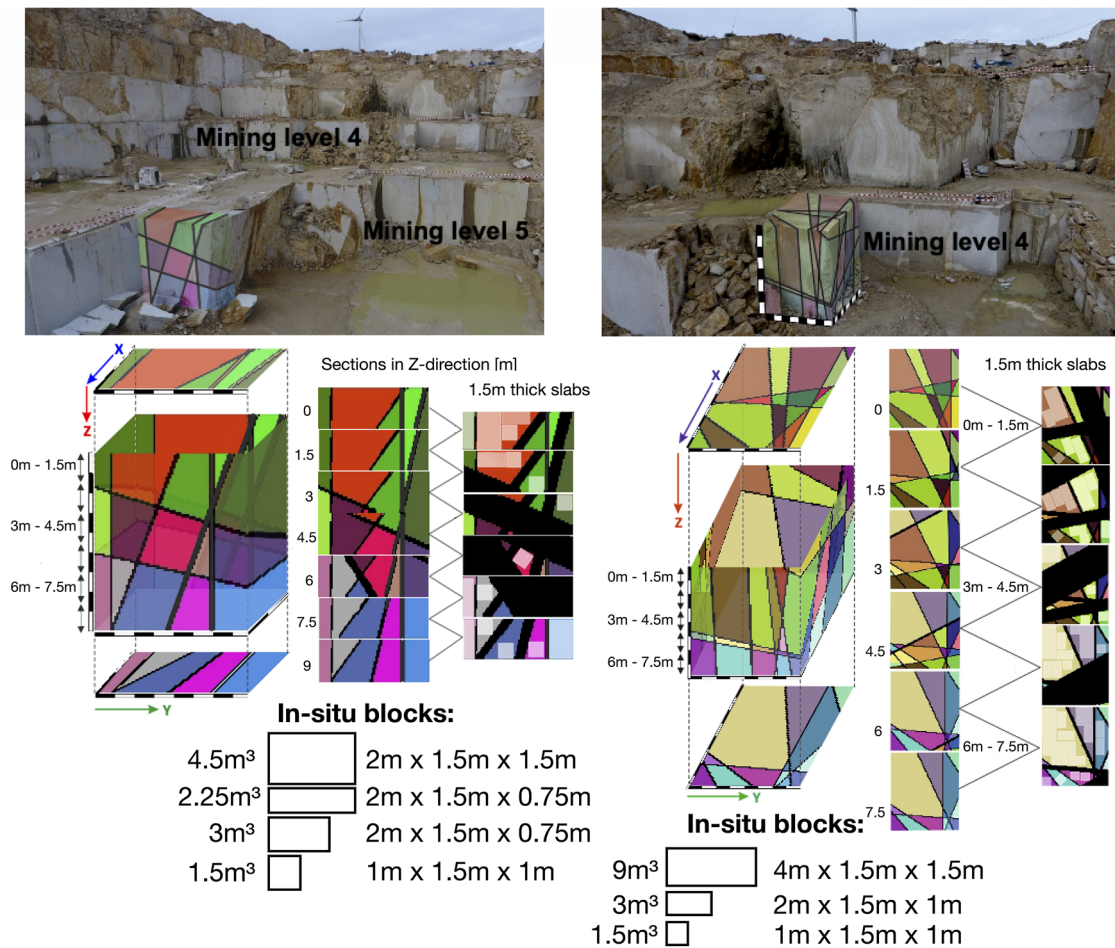 Mining level 4
Mining level 5
Mining level 4
X
Z
0m - 1.5m
3m - 4.5m
6m - 7.5m
Y
Sections in Z-direction [m]
0
1.5
3
4.5
6
7.5
9
1.5m thick slabs
In-situ blocks:
4.5m³ 2m x 1.5m x 1.5m
2.25m³ 2m x 1.5m x 0.75m
3m³ 2m x 1.5m x 0.75m
1.5m³ 1m x 1.5m x 1m
X
Z
0m - 1.5m
3m - 4.5m
6m - 7.5m
Y
0
1.5
3
4.5
6
7.5
1.5m thick slabs
0m - 1.5m
3m - 4.5m
6m - 7.5m
In-situ blocks:
9m³ 4m x 1.5m x 1.5m
3m³ 2m x 1.5m x 1m
1.5m³ 1m x 1.5m x 1m